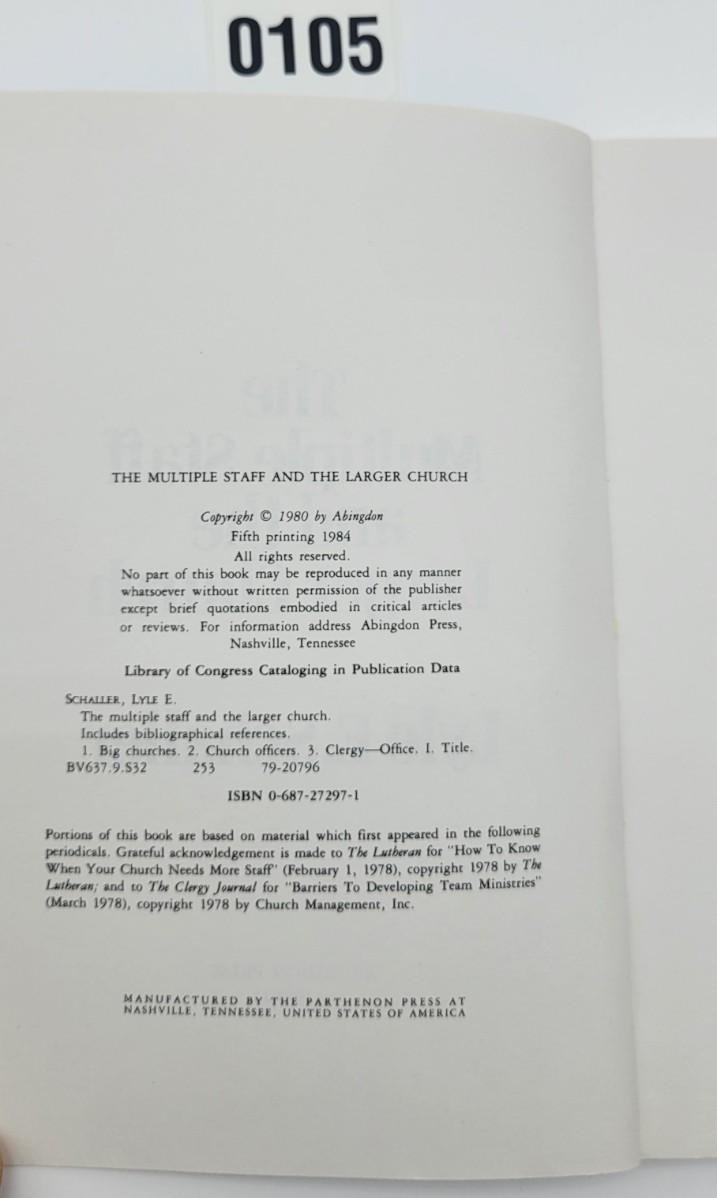 0105
THE MULTIPLE STAFF AND THE LARGER CHURCH
Copyright © 1980 by Abingdon
Fifth printing 1984
All rights reserved.
No part of this book may be reproduced in any manner
whatsoever without written permission of the publisher
except brief quotations embodied in critical articles
or reviews. For information address Abingdon Press,
Nashville, Tennessee
Library of Congress Cataloging in Publication Data
SCHALLER, LYLE E.
The multiple staff and the larger church.
Includes bibliographical references.
1. Big churches. 2. Church officers. 3. Clergy—Office. I. Title.
BV637.9.S32 253 79-20796
ISBN 0-687-27297-1
Portions of this book are based on material which first appeared in the following
periodicals. Grateful acknowledgement is made to The Lutheran for "How To Know
When Your Church Needs More Staff" (February 1, 1978), copyright 1978 by The
Lutheran; and to The Clergy Journal for "Barriers To Developing Team Ministries"
(March 1978), copyright 1978 by Church Management, Inc.
MANUFACTURED BY THE PARTHENON PRESS AT
NASHVILLE, TENNESSEE, UNITED STATES OF AMERICA